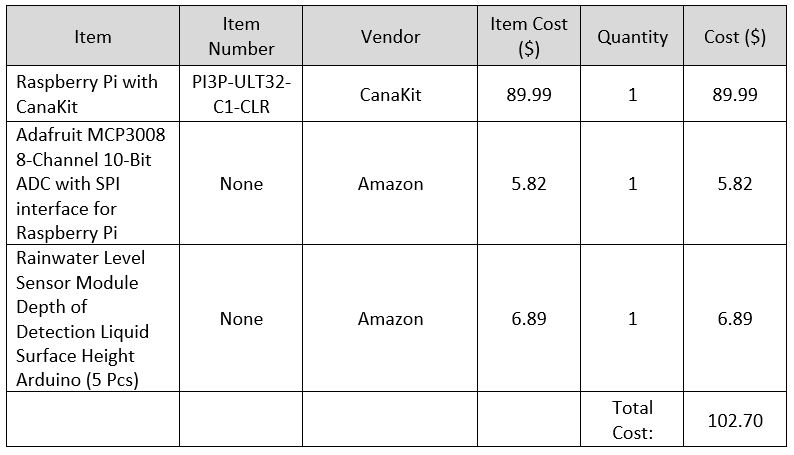 Item
Item
Number
Vendor
Item Cost
($)
Quantity
Cost ($)
Raspberry Pi with
CanaKit
PI3P-ULT32-
C1-CLR
CanaKit
89.99
1
89.99
Adafruit MCP3008
8-Channel 10-Bit
ADC with SPI
interface for
Raspberry Pi
None
Amazon
5.82
1
5.82
Rainwater Level
Sensor Module
Depth of
Detection Liquid
Surface Height
Arduino (5 Pcs)
None
Amazon
6.89
1
6.89
Total
Cost:
102.70